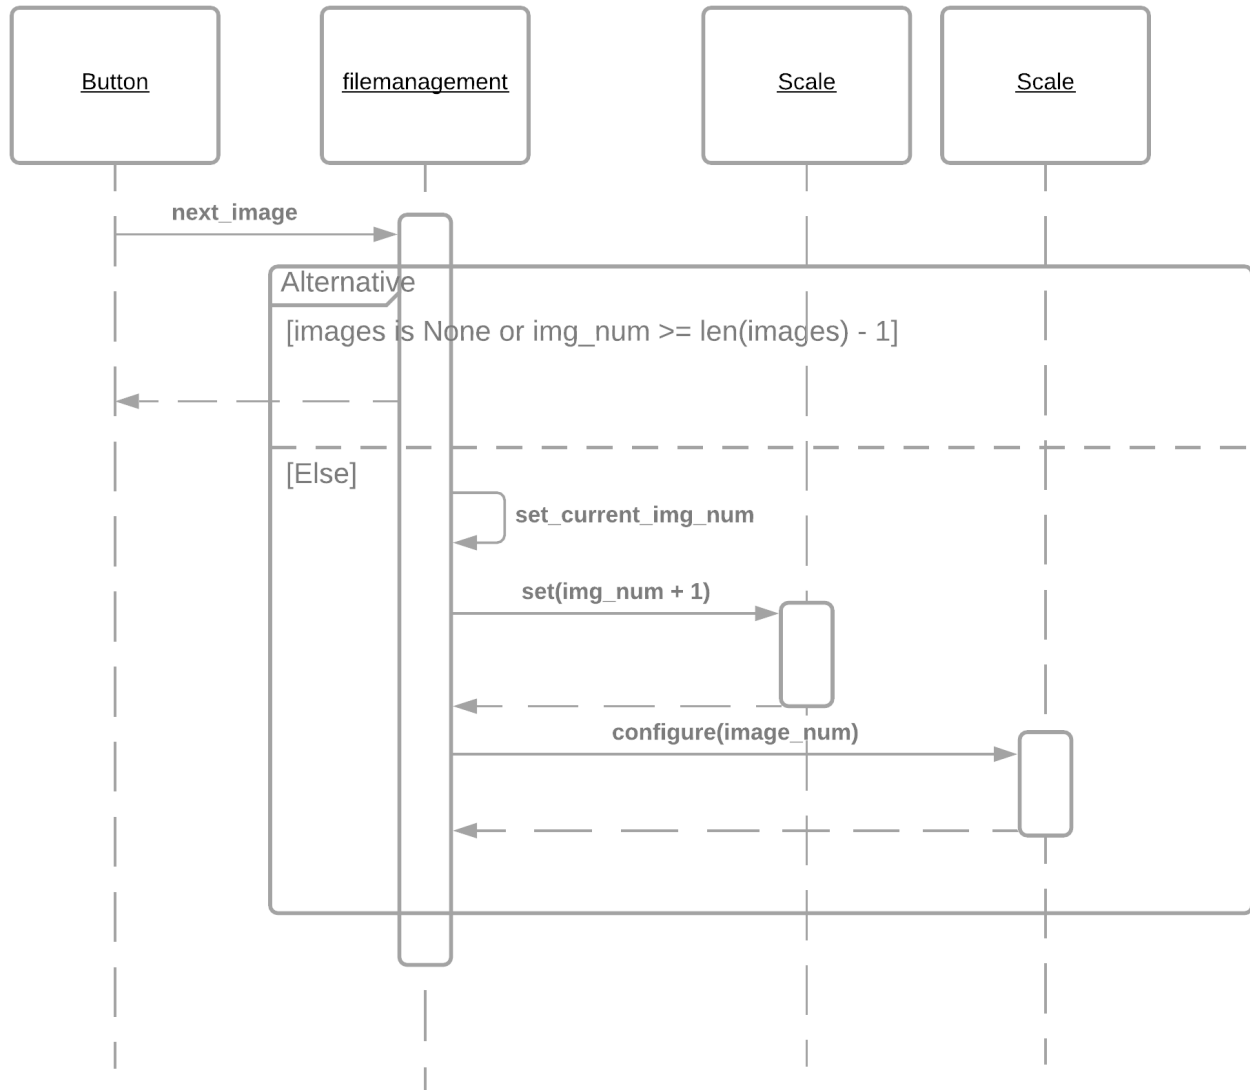 Button
filemanagement
Scale
Scale
next_image
Alternative
[images is None or img_num >= len(images) - 1]
[Else]
set_current_img_num
set(img_num + 1)
configure(image_num)